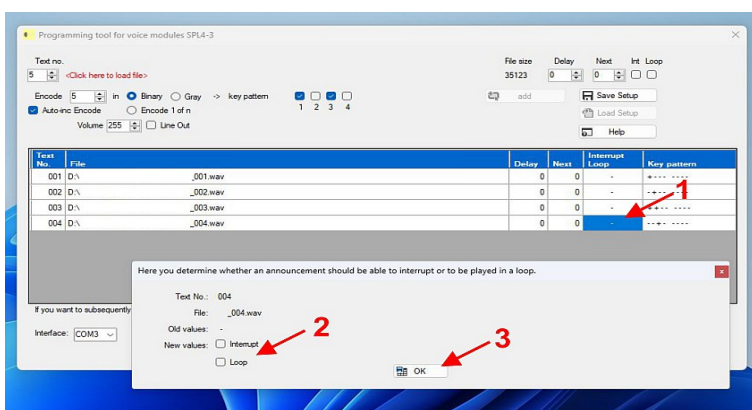 Programming tool for voice modules SPL4-3
Text no. File size Delay Next Int Loop
5 <Click here to load file> 35123 0 0
Encode 5 in Binary Gray -> key pattern add Save Setup
Auto-inc Encode Encode 1 of n 1 2 3 4 Load Setup
Volume 255 Line Out Help
Text No. File Delay Next Interrupt Loop Key pattern
001 D:\ _001.wav 0 0 - +--- ----
002 D:\ _002.wav 0 0 - -+-- ----
003 D:\ _003.wav 0 0 - ++-- ----
004 D:\ _004.wav 0 0 - --+- ----
1
Here you determine whether an announcement should be able to interrupt or to be played in a loop.
Text No.: 004
File: _004.wav
Old values: -
New values: Interrupt
Loop
OK
2
3
If you want to subsequently
Interface: COM3